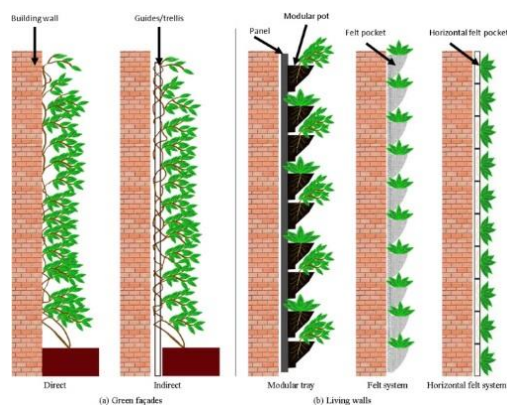 Building wall
Guides/trellis
Panel
Modular pot
Felt pocket
Horizontal felt pocket
Direct
Indirect
Modular tray
Felt system
Horizontal felt system
(a) Green façades
(b) Living walls